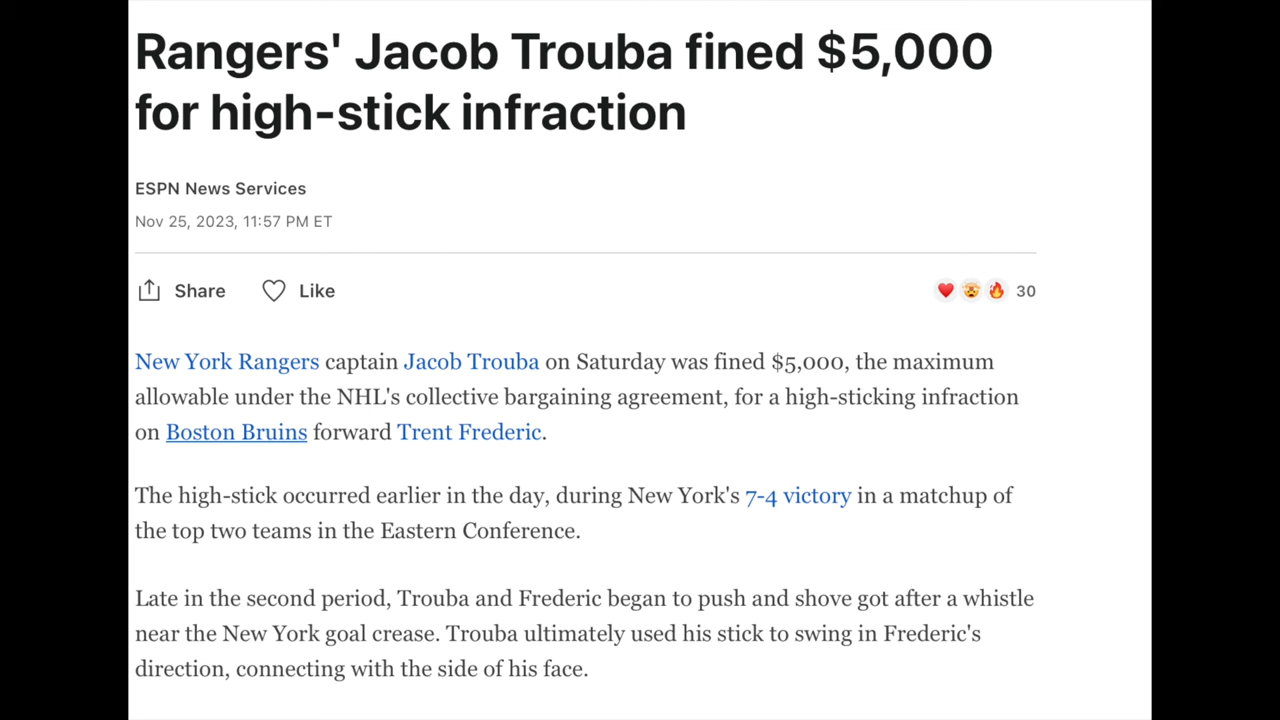 Rangers' Jacob Trouba fined $5,000
for high-stick infraction
ESPN News Services
Nov 25, 2023, 11:57 PM ET
Share Like 30
New York Rangers captain Jacob Trouba on Saturday was fined $5,000, the maximum
allowable under the NHL's collective bargaining agreement, for a high-sticking infraction
on Boston Bruins forward Trent Frederic.
The high-stick occurred earlier in the day, during New York's 7-4 victory in a matchup of
the top two teams in the Eastern Conference.
Late in the second period, Trouba and Frederic began to push and shove got after a whistle
near the New York goal crease. Trouba ultimately used his stick to swing in Frederic's
direction, connecting with the side of his face.